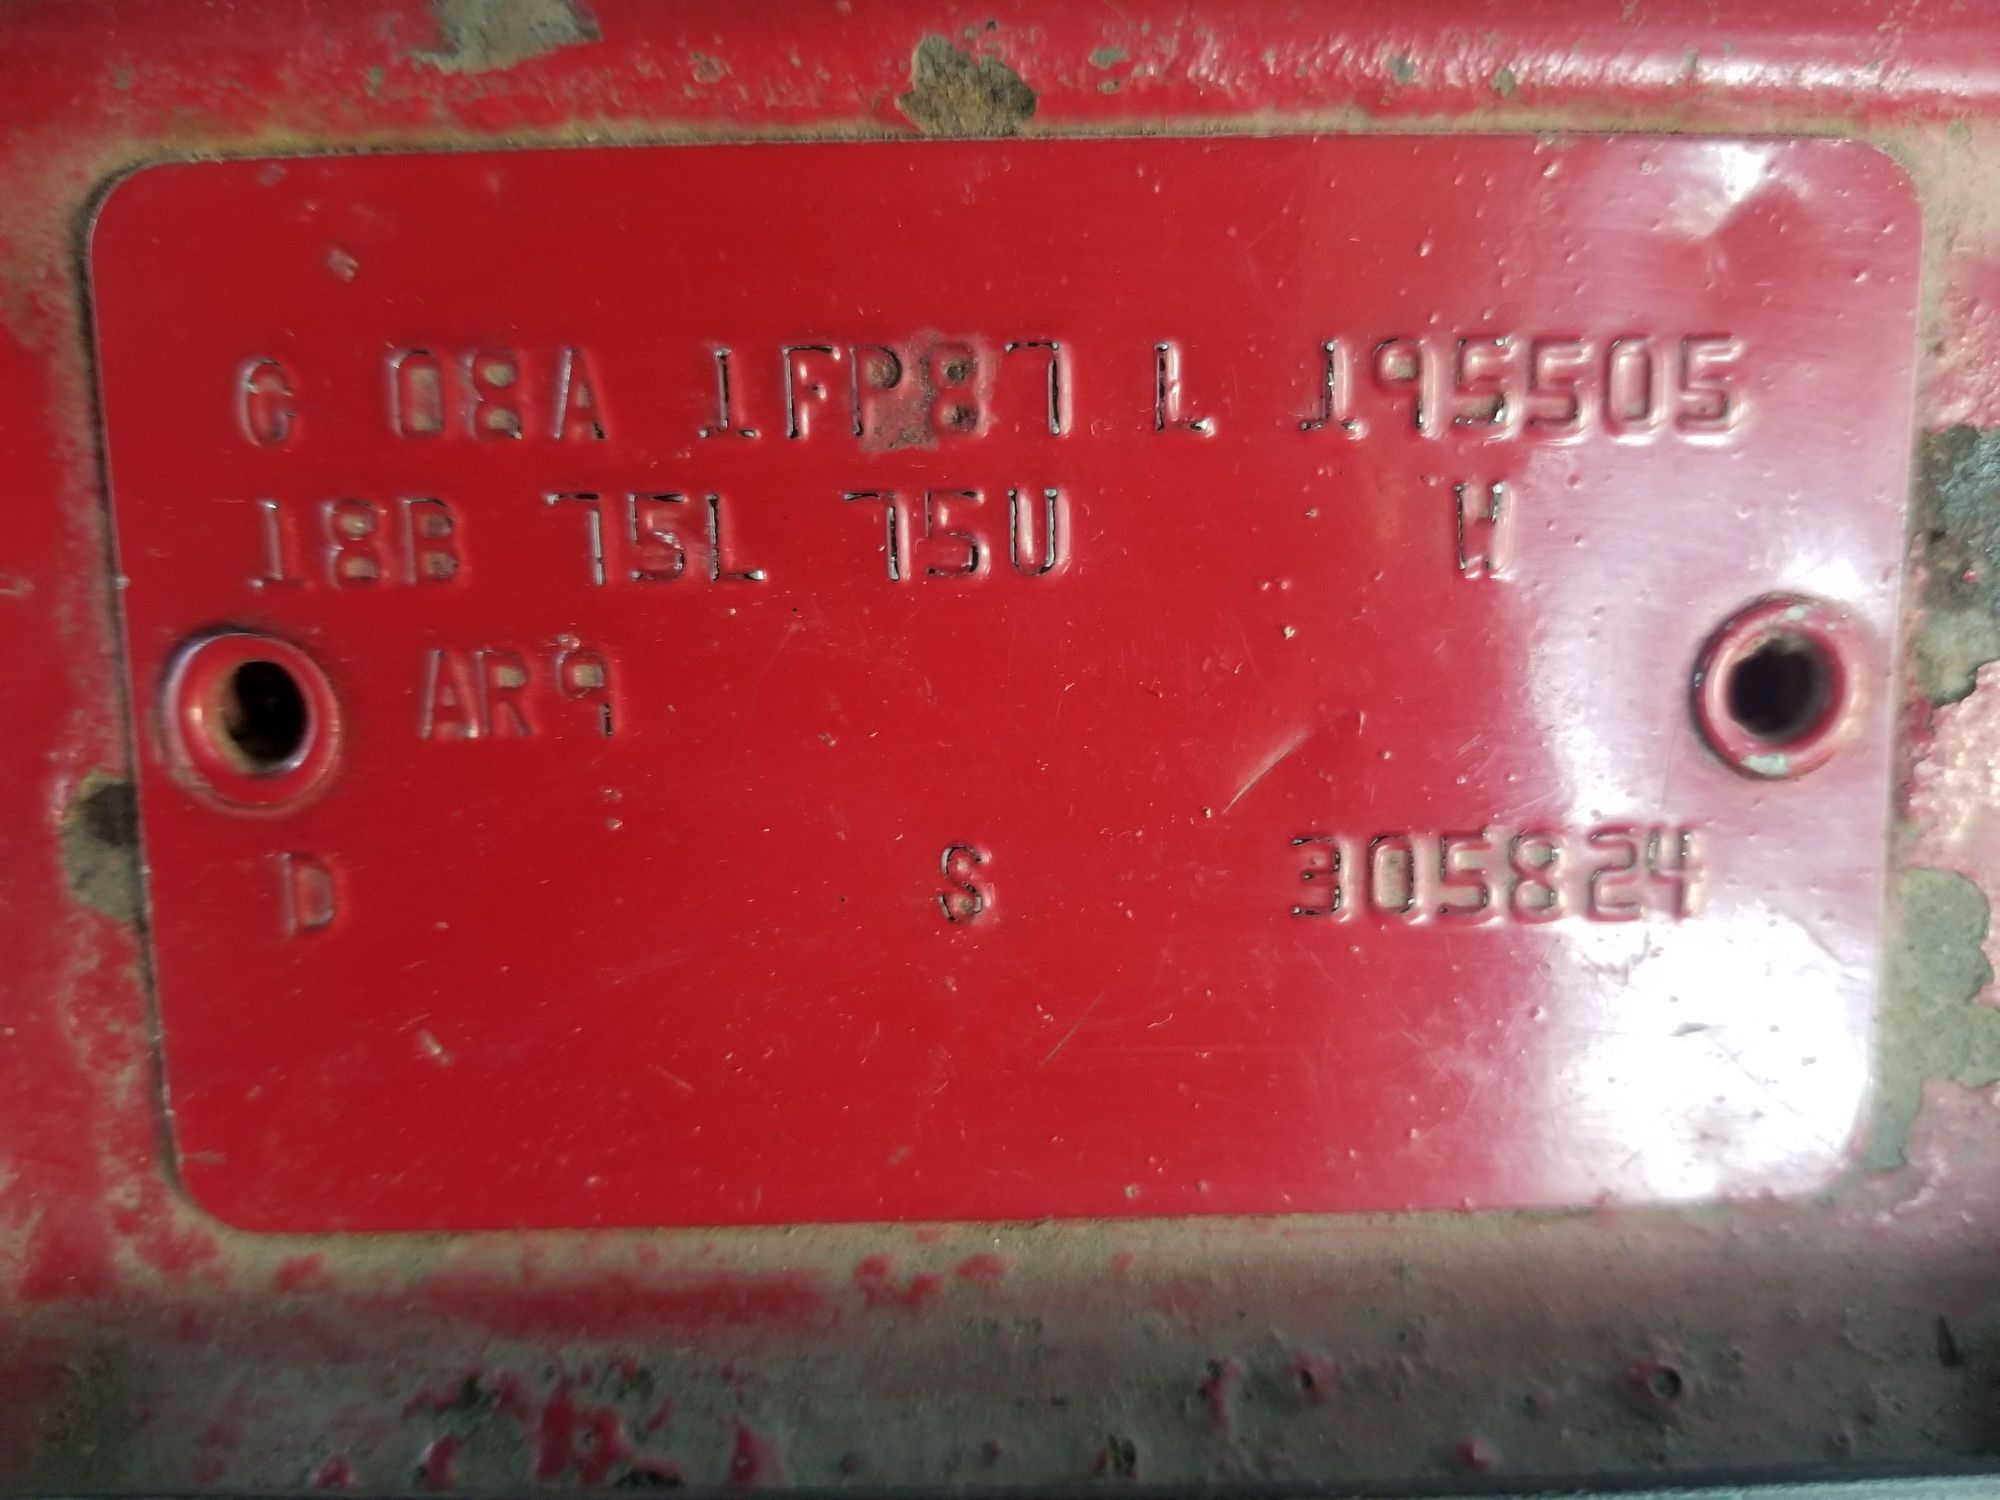 C 08A 1FP87 L 195505
18B 75L 75U W
AR9
D S 305824